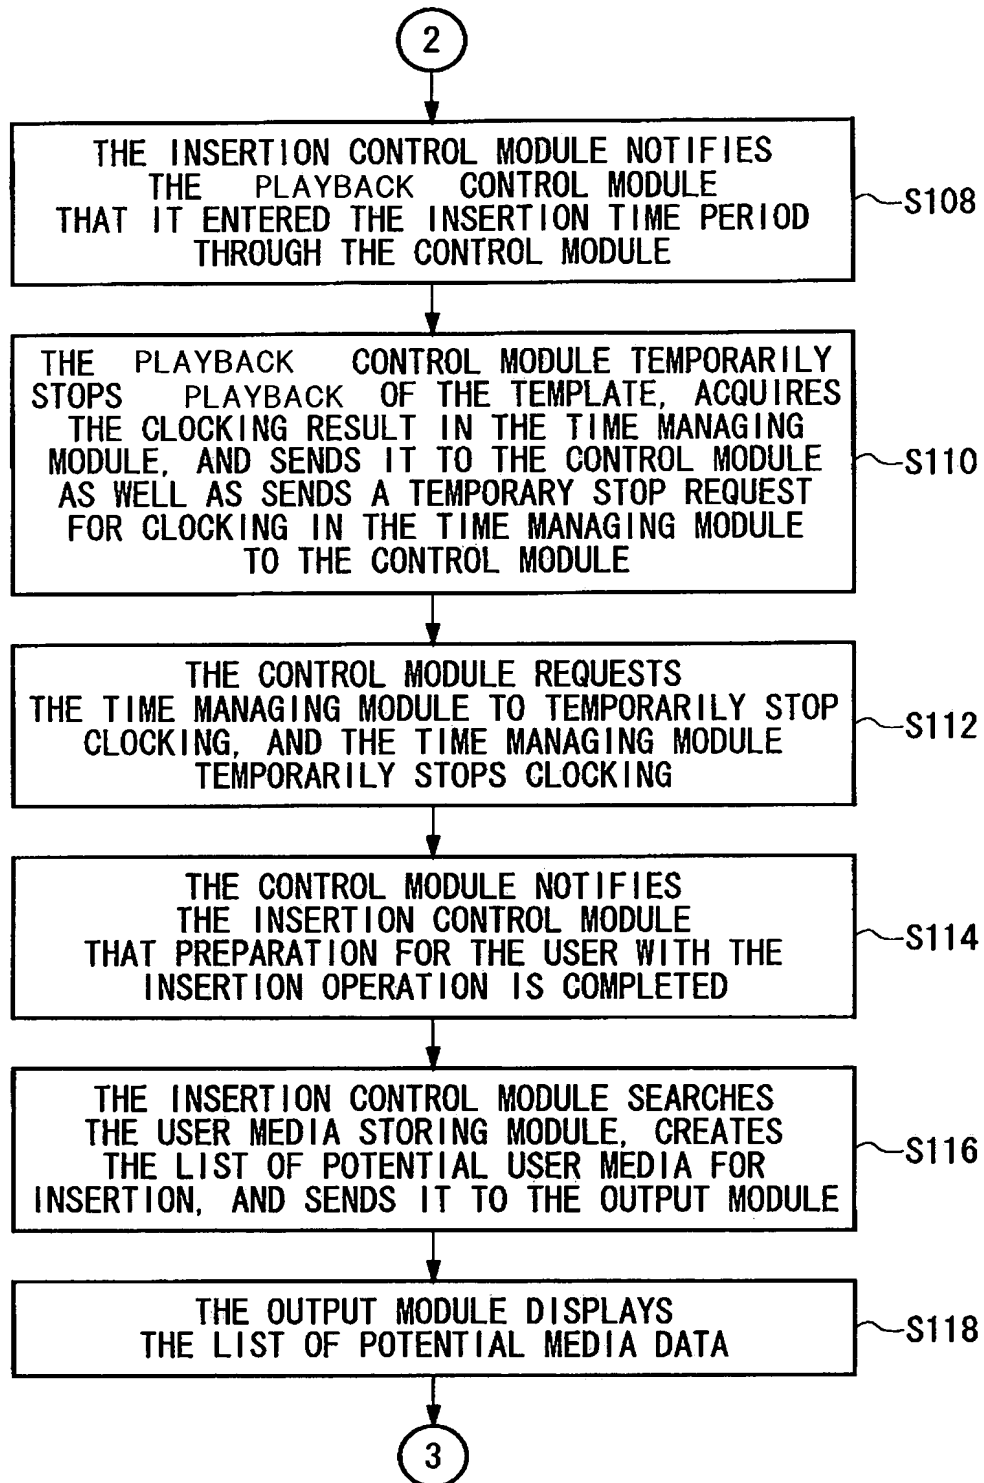 2
THE INSERTION CONTROL MODULE NOTIFIES
THE PLAYBACK CONTROL MODULE
THAT IT ENTERED THE INSERTION TIME PERIOD
THROUGH THE CONTROL MODULE
S108
THE PLAYBACK CONTROL MODULE TEMPORARILY
STOPS PLAYBACK OF THE TEMPLATE, ACQUIRES
THE CLOCKING RESULT IN THE TIME MANAGING
MODULE, AND SENDS IT TO THE CONTROL MODULE
AS WELL AS SENDS A TEMPORARY STOP REQUEST
FOR CLOCKING IN THE TIME MANAGING MODULE
TO THE CONTROL MODULE
S110
THE CONTROL MODULE REQUESTS
THE TIME MANAGING MODULE TO TEMPORARILY STOP
CLOCKING, AND THE TIME MANAGING MODULE
TEMPORARILY STOPS CLOCKING
S112
THE CONTROL MODULE NOTIFIES
THE INSERTION CONTROL MODULE
THAT PREPARATION FOR THE USER WITH THE
INSERTION OPERATION IS COMPLETED
S114
THE INSERTION CONTROL MODULE SEARCHES
THE USER MEDIA STORING MODULE, CREATES
THE LIST OF POTENTIAL USER MEDIA FOR
INSERTION, AND SENDS IT TO THE OUTPUT MODULE
S116
THE OUTPUT MODULE DISPLAYS
THE LIST OF POTENTIAL MEDIA DATA
S118
3